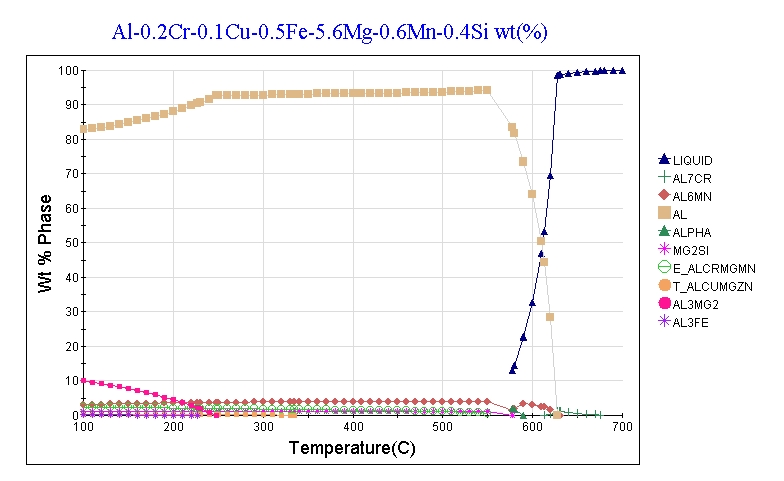 Al-0.2Cr-0.1Cu-0.5Fe-5.6Mg-0.6Mn-0.4Si wt(%)
100
90
80
70
60
50
40
30
20
10
0
Wt % Phase
100 200 300 400 500 600 700
Temperature(C)
LIQUID
AL7CR
AL6MN
AL
ALPHA
MG2SI
E_ALCRMGMN
T_ALCUMGZN
AL3MG2
AL3FE